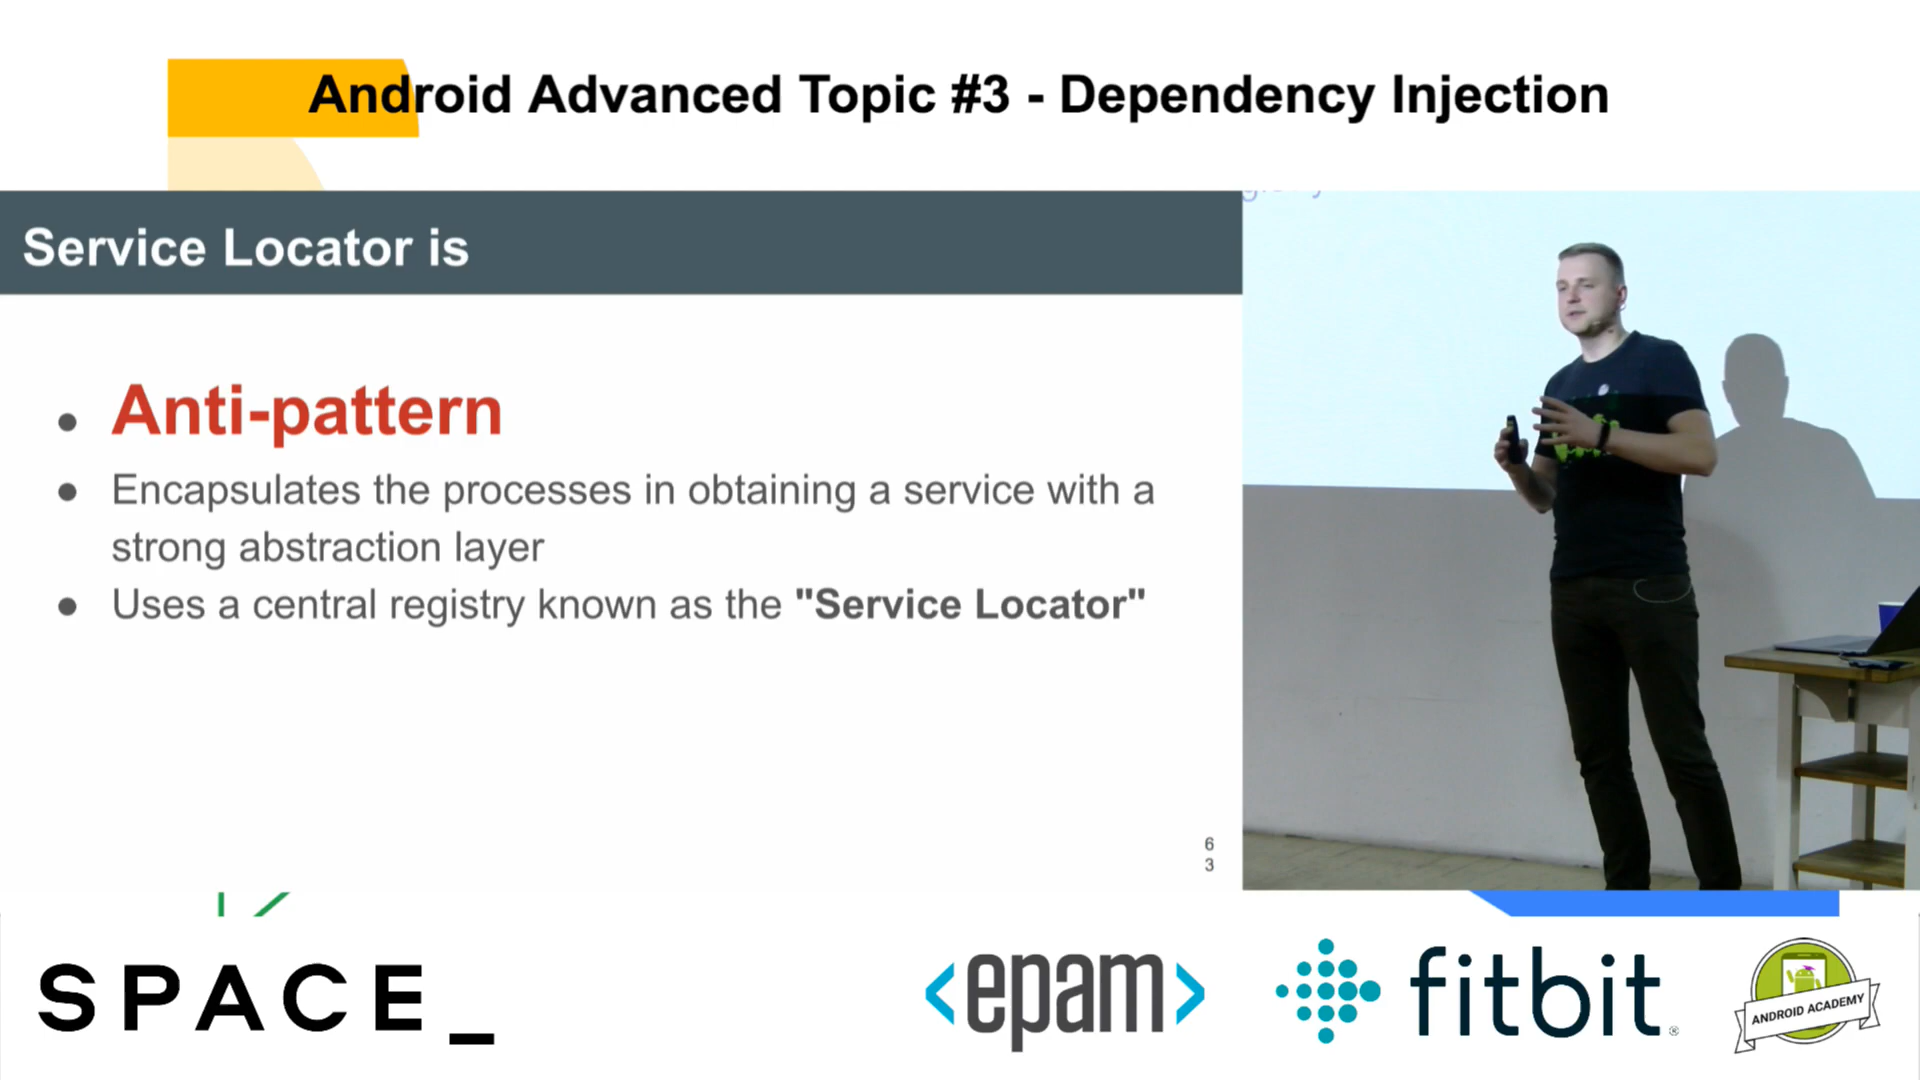 Android Advanced Topic #3 - Dependency Injection
Service Locator is
● Anti-pattern
● Encapsulates the processes in obtaining a service with a
strong abstraction layer
● Uses a central registry known as the "Service Locator"
6
3
SPACE_
<epam>
fitbit®
ANDROID ACADEMY